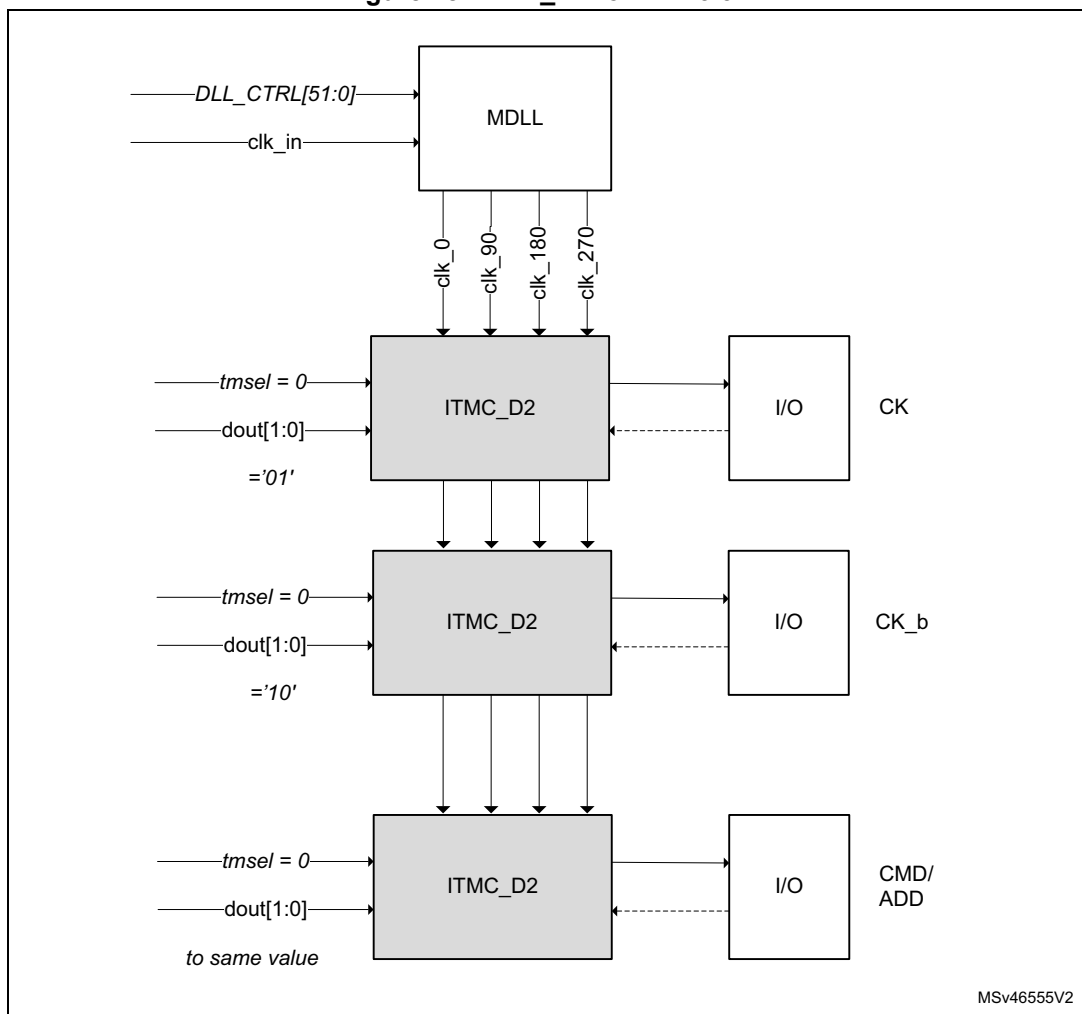 DLL_CTRL[51:0]
clk_in
MDLL
clk_0
clk_90
clk_180
clk_270
tmsel = 0
dout[1:0]
='01'
ITMC_D2
I/O
CK
tmsel = 0
dout[1:0]
='10'
ITMC_D2
I/O
CK_b
tmsel = 0
dout[1:0]
to same value
ITMC_D2
I/O
CMD/
ADD
MSv46555V2